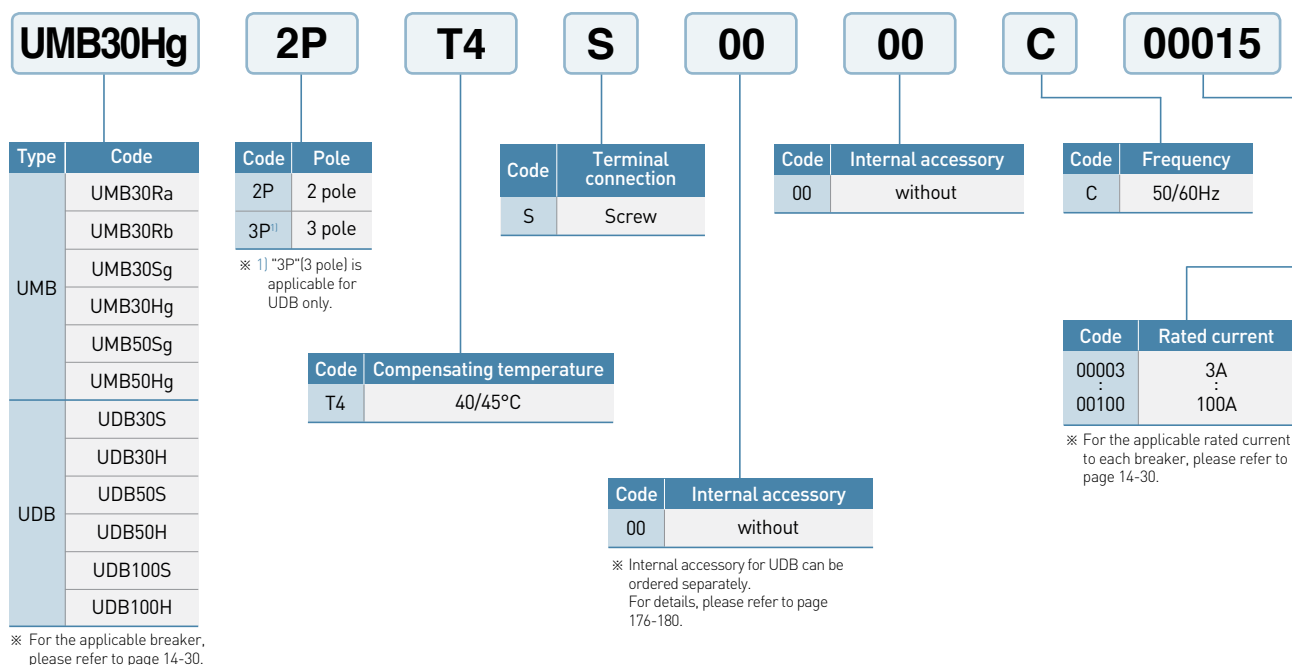 UMB30Hg 2P T4 S 00 00 C 00015
Type Code
UMB
UMB30Ra
UMB30Rb
UMB30Sg
UMB30Hg
UMB50Sg
UMB50Hg
UDB
UDB30S
UDB30H
UDB50S
UDB50H
UDB100S
UDB100H
※ For the applicable breaker,
please refer to page 14-30.
Code Pole
2P 2 pole
3P1) 3 pole
※ 1) "3P"(3 pole) is
applicable for
UDB only.
Code Compensating temperature
T4 40/45°C
Code Terminal
connection
S Screw
Code Internal accessory
00 without
※ Internal accessory for UDB can be
ordered separately.
For details, please refer to page
176-180.
Code Internal accessory
00 without
Code Frequency
C 50/60Hz
Code Rated current
00003 3A
: :
00100 100A
※ For the applicable rated current
to each breaker, please refer to
page 14-30.